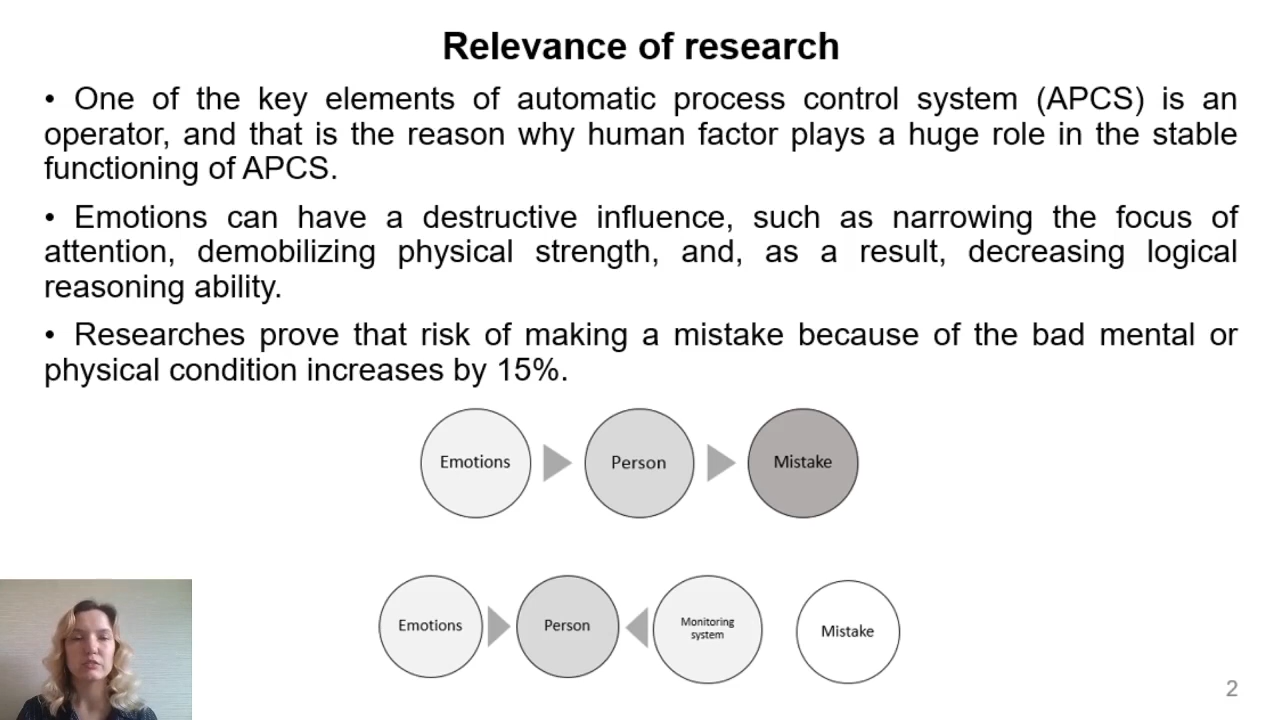 Relevance of research
• One of the key elements of automatic process control system (APCS) is an
operator, and that is the reason why human factor plays a huge role in the stable
functioning of APCS.
• Emotions can have a destructive influence, such as narrowing the focus of
attention, demobilizing physical strength, and, as a result, decreasing logical
reasoning ability.
• Researches prove that risk of making a mistake because of the bad mental or
physical condition increases by 15%.
Emotions
Person
Mistake
Emotions
Person
Monitoring
system
Mistake
2